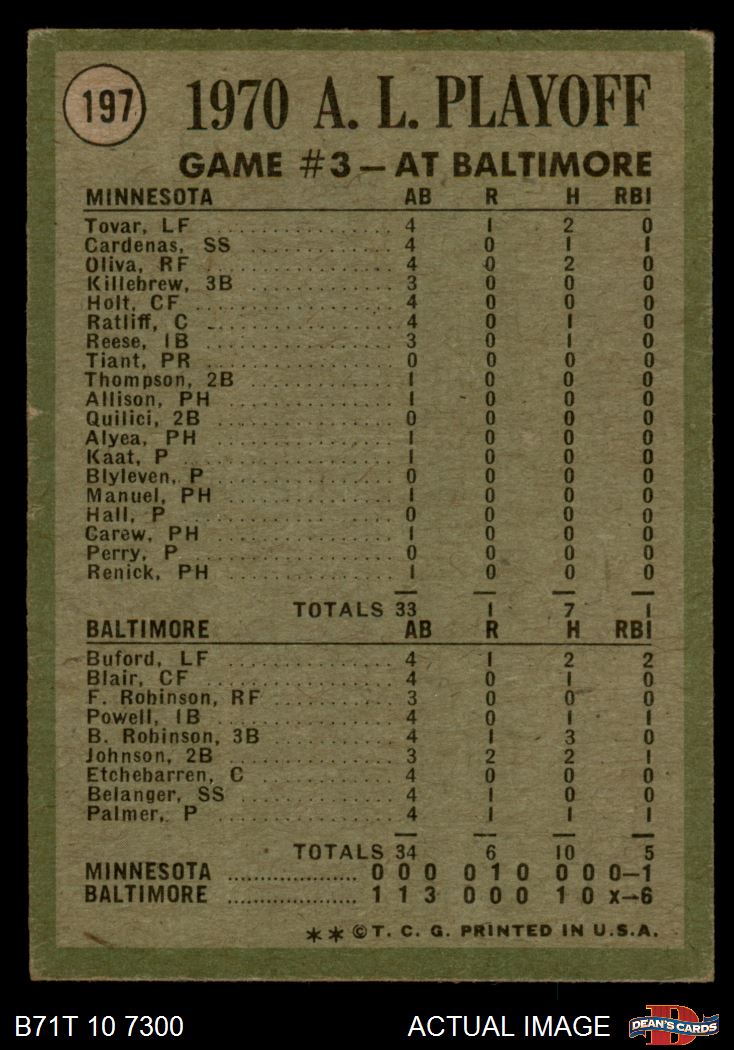 197
1970 A. L. PLAYOFF
GAME #3 – AT BALTIMORE
MINNESOTA AB R H RBI
Tovar, LF .................. 4 1 2 0
Cardenas, SS .............. 4 0 1 1
Oliva, RF .................. 4 0 2 0
Killebrew, 3B .............. 3 0 0 0
Holt, CF .................. 4 0 0 0
Ratliff, C .................. 4 0 1 0
Reese, 1B .................. 3 0 1 0
Tiant, PR .................. 0 0 0 0
Thompson, 2B .............. 1 0 0 0
Allison, PH .............. 1 0 0 0
Quilici, 2B .............. 0 0 0 0
Alyea, PH .............. 1 0 0 0
Kaat, P .................. 1 0 0 0
Blyleven, P .............. 0 0 0 0
Manuel, PH .............. 1 0 0 0
Hall, P .................. 0 0 0 0
Carew, PH .............. 1 0 0 0
Perry, P .................. 0 0 0 0
Renick, PH .............. 1 0 0 0
TOTALS 33 1 7 1
BALTIMORE AB R H RBI
Buford, LF .............. 4 1 2 2
Blair, CF .................. 4 0 1 0
F. Robinson, RF .......... 3 0 0 0
Powell, 1B .............. 4 0 1 1
B. Robinson, 3B .......... 4 1 3 0
Johnson, 2B .............. 3 2 2 1
Etchebarren, C .......... 4 0 0 0
Belanger, SS .............. 4 1 0 0
Palmer, P .............. 4 1 1 1
TOTALS 34 6 10 5
MINNESOTA .................. 0 0 0 0 1 0 0 0 0–1
BALTIMORE .................. 1 1 3 0 0 0 1 0 x–6
** © T. C. G. PRINTED IN U.S.A.
B71T 10 7300 ACTUAL IMAGE DEAN'S CARDS